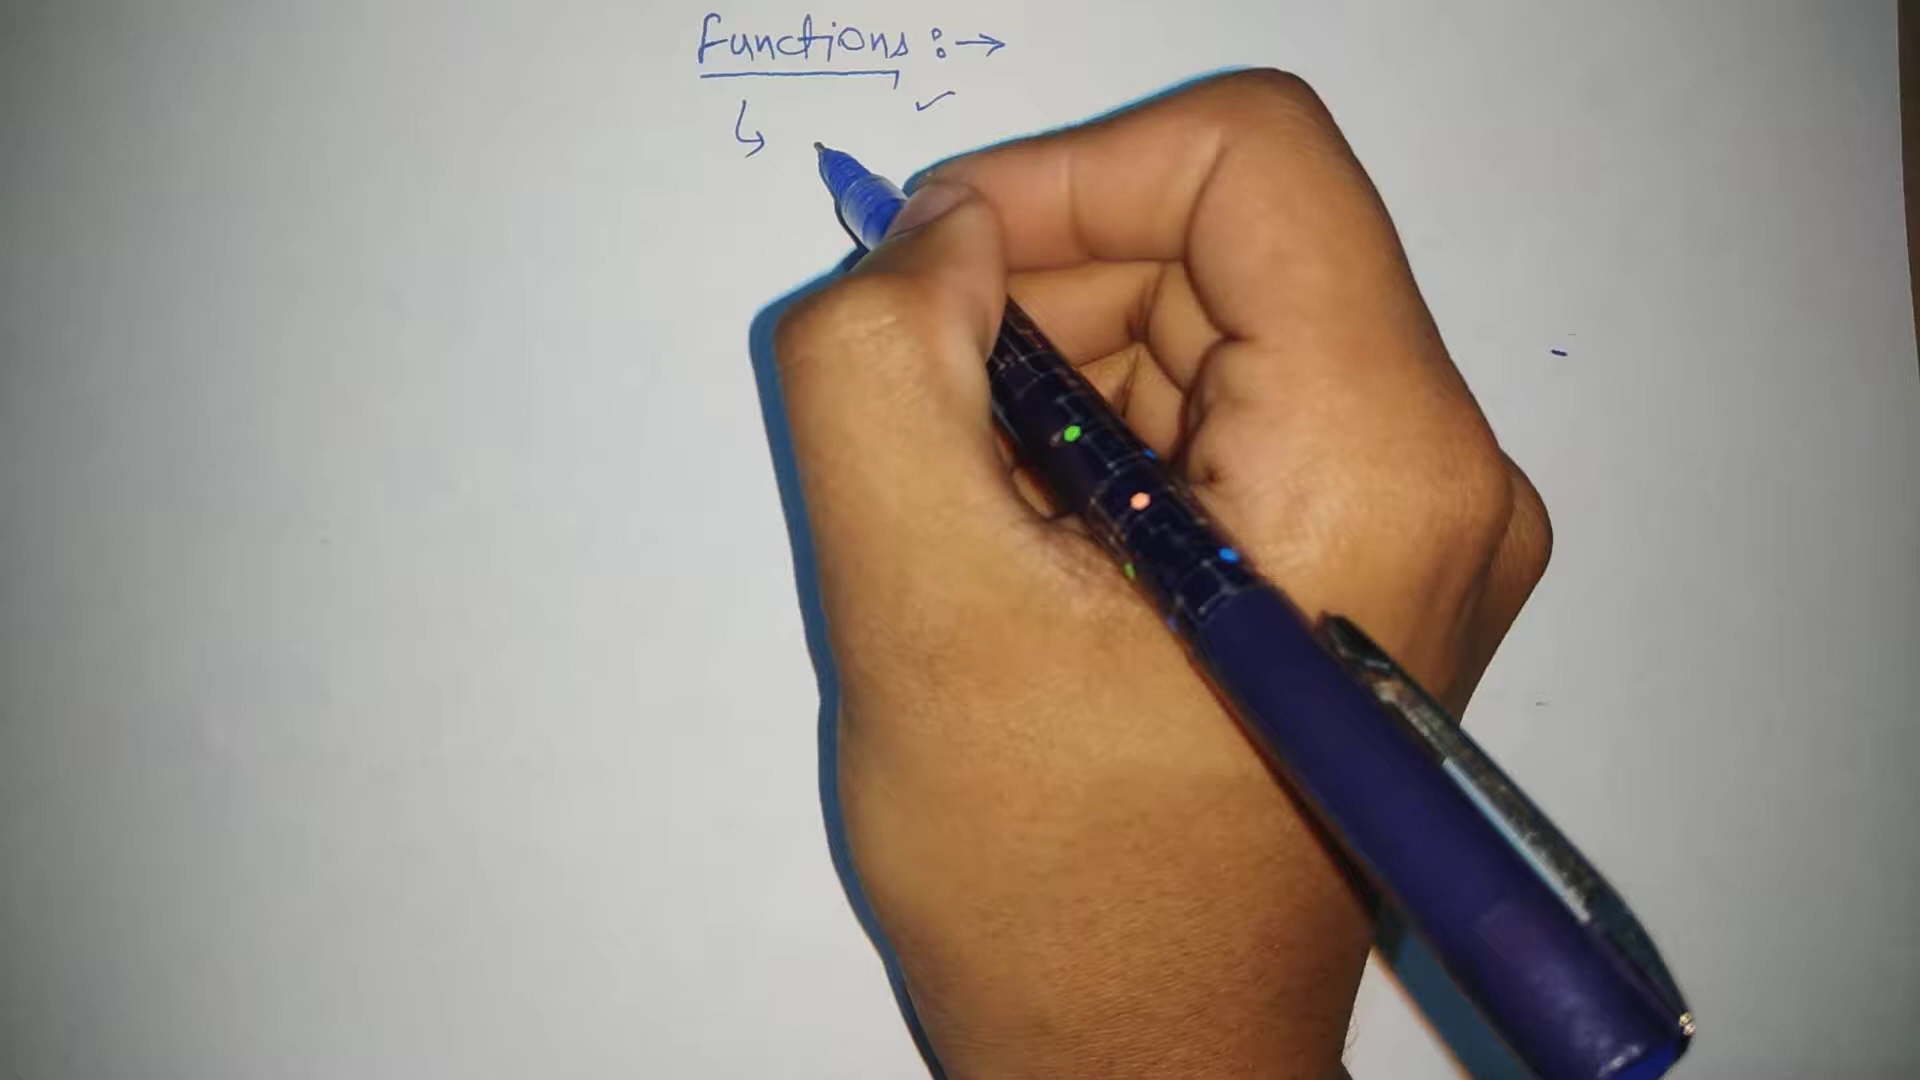 Functions :→
↳ ✓